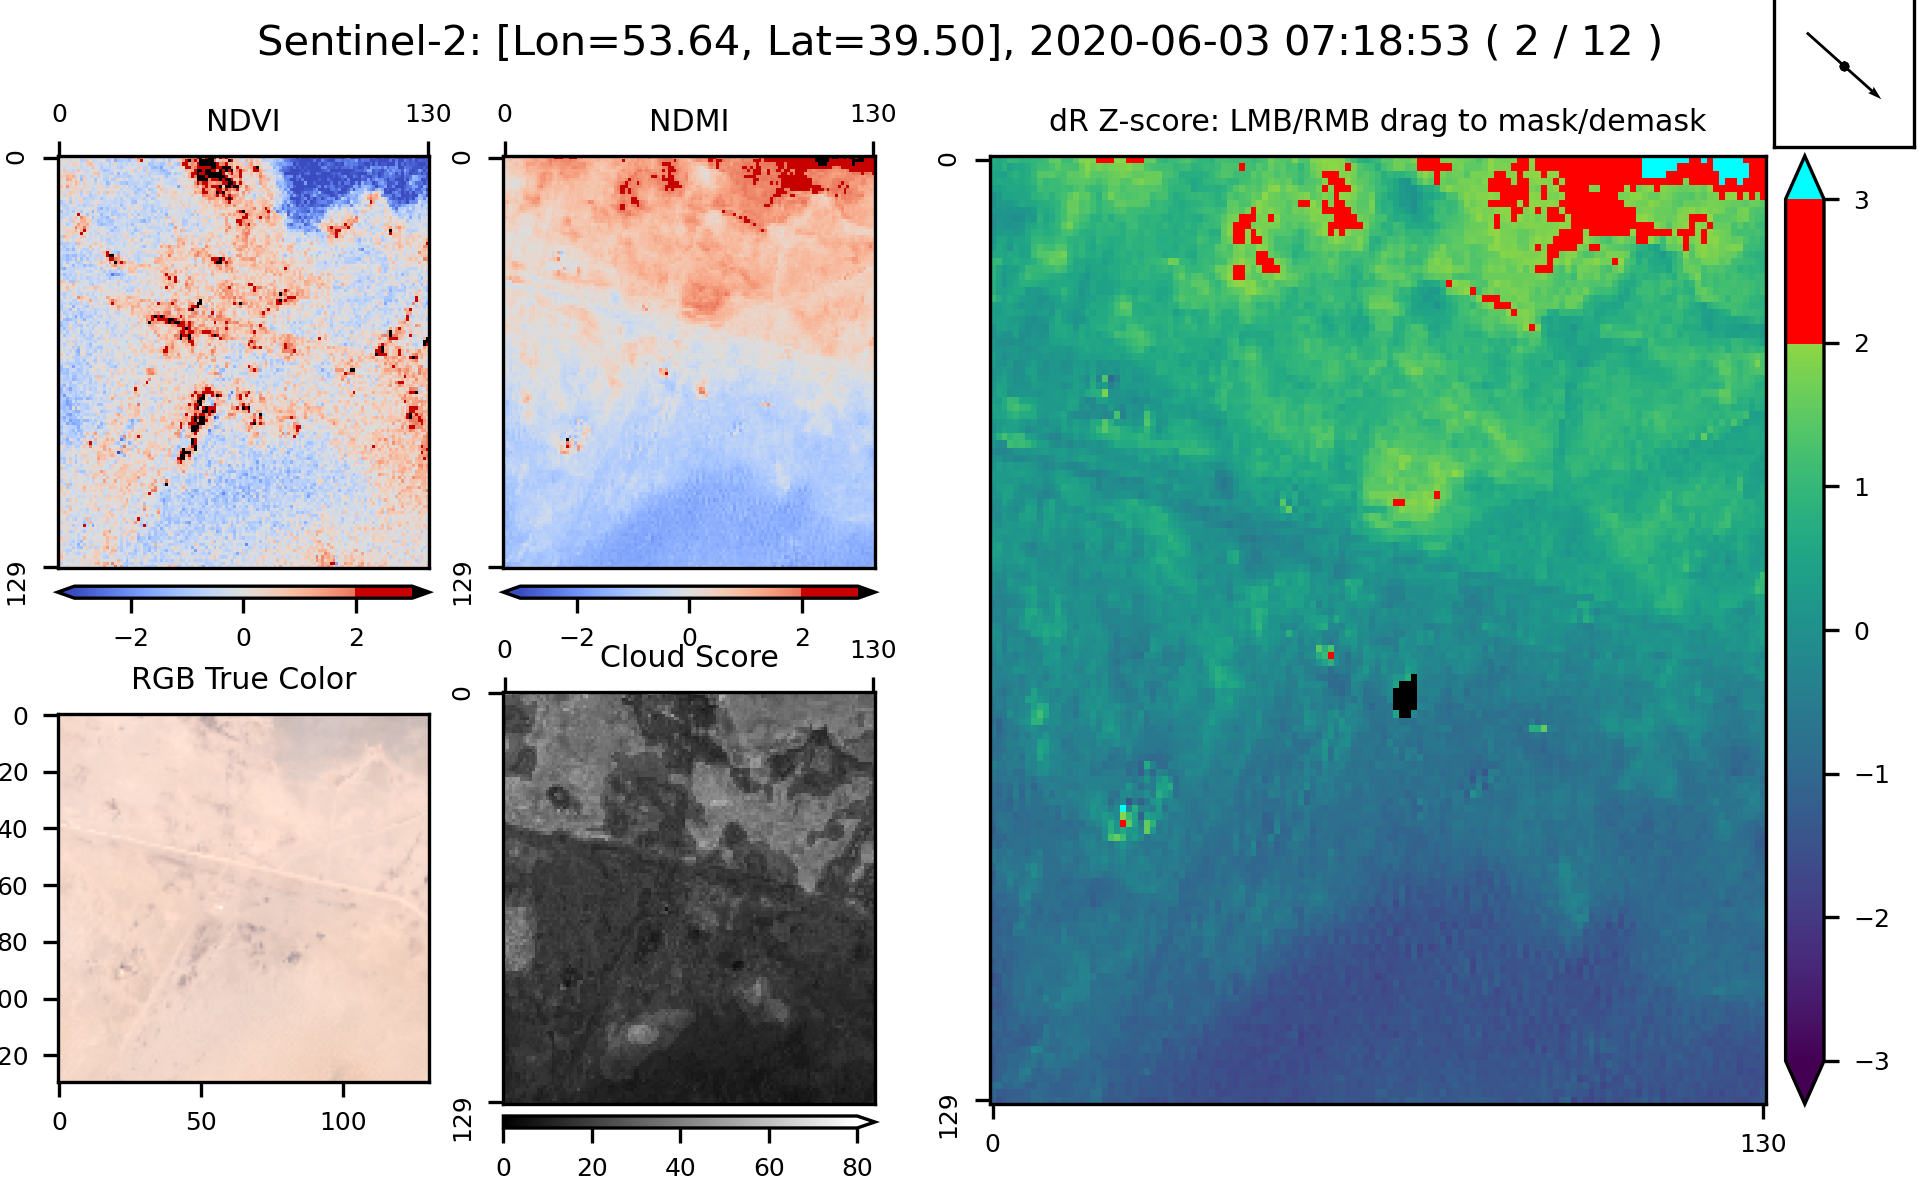 Sentinel-2: [Lon=53.64, Lat=39.50], 2020-06-03 07:18:53 ( 2 / 12 )
0 130
NDVI
0
129
−2 0 2
0 130
NDMI
0
129
−2 0 2
dR Z-score: LMB/RMB drag to mask/demask
0
129
0 130
3
2
1
0
−1
−2
−3
RGB True Color
0
20
40
60
80
00
20
0 50 100
0 130
Cloud Score
0
129
0 20 40 60 80